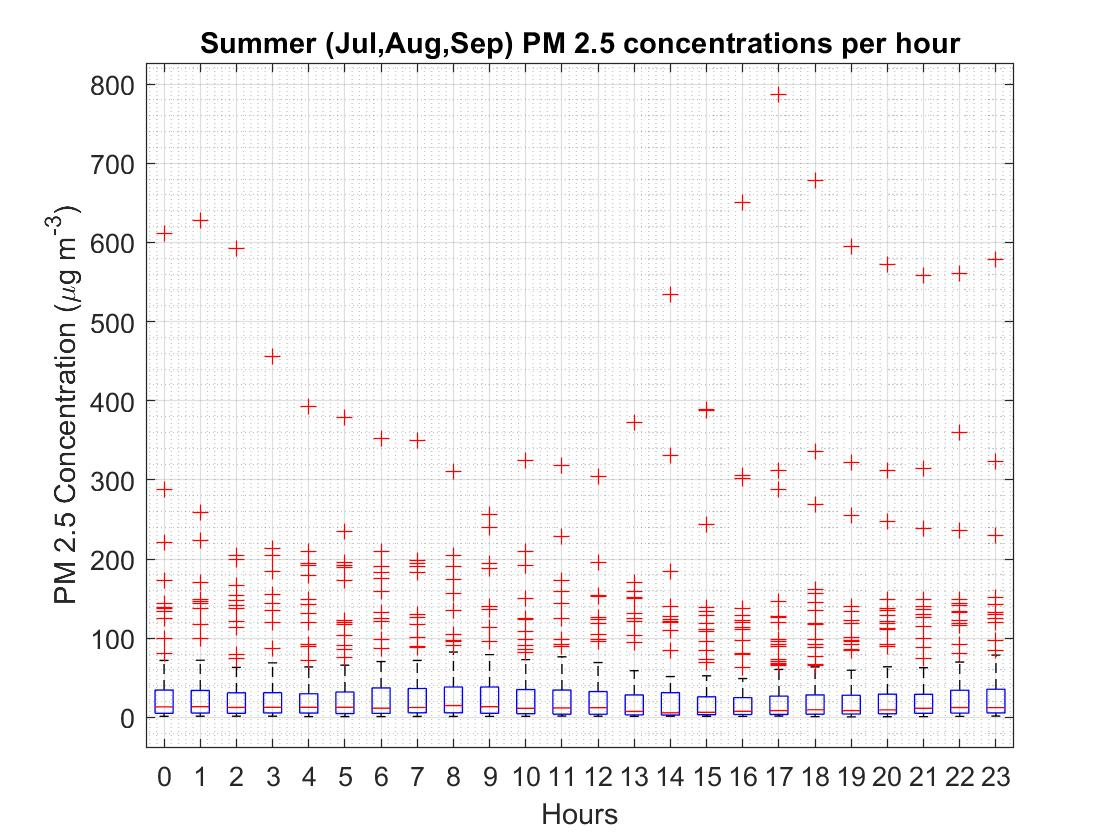 Summer (Jul,Aug,Sep) PM 2.5 concentrations per hour
PM 2.5 Concentration (μg m⁻³)
800
700
600
500
400
300
200
100
0
0 1 2 3 4 5 6 7 8 9 10 11 12 13 14 15 16 17 18 19 20 21 22 23
Hours